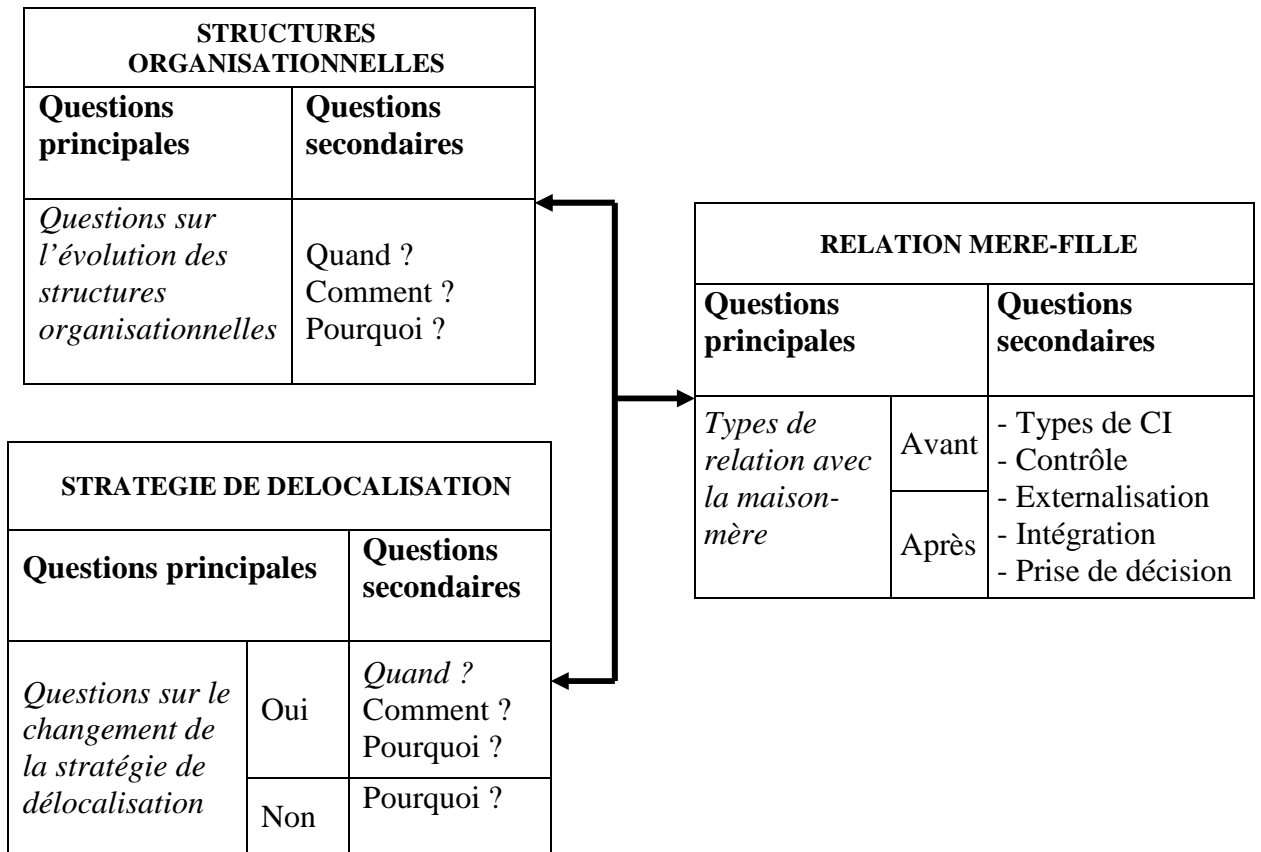 STRUCTURES
ORGANISATIONNELLES
Questions
principales
Questions
secondaires
Questions sur
l’évolution des
structures
organisationnelles
Quand ?
Comment ?
Pourquoi ?
STRATEGIE DE DELOCALISATION
Questions principales
Questions
secondaires
Questions sur le
changement de
la stratégie de
délocalisation
Oui
Quand ?
Comment ?
Pourquoi ?
Non
Pourquoi ?
RELATION MERE-FILLE
Questions
principales
Questions
secondaires
Types de
relation avec
la maison-
mère
Avant
Après
- Types de CI
- Contrôle
- Externalisation
- Intégration
- Prise de décision